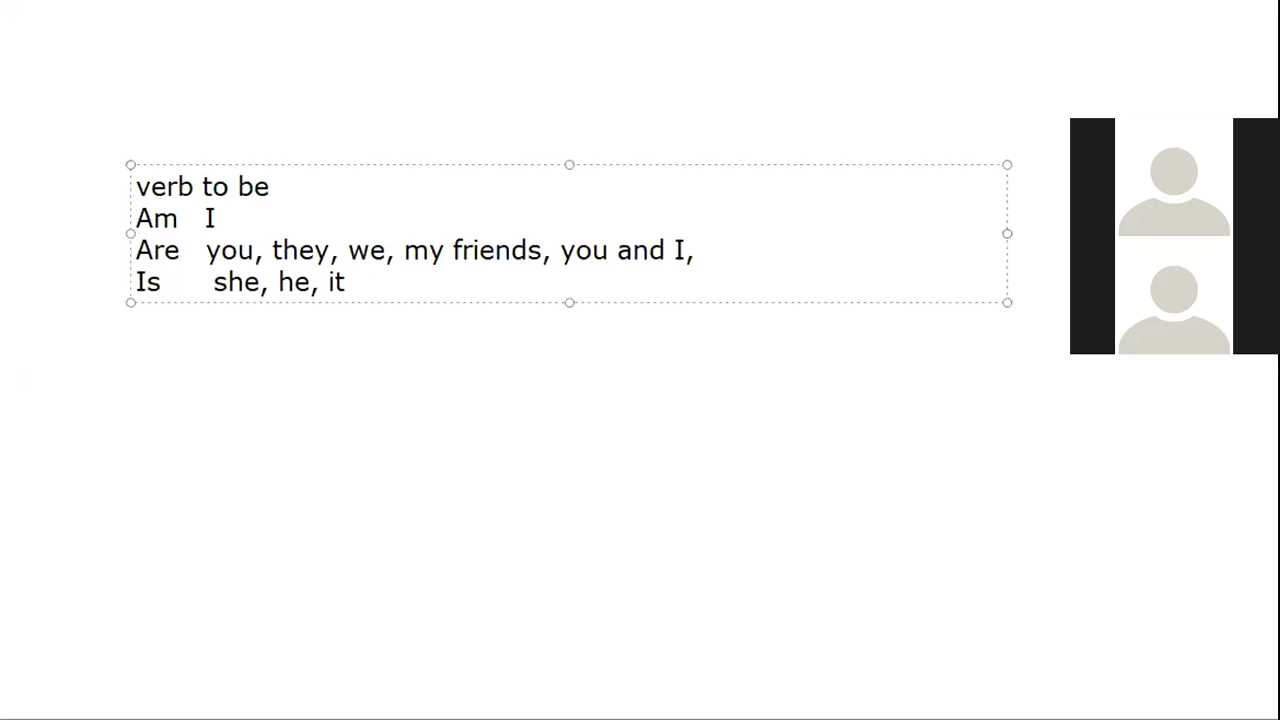 verb to be
Am I
Are you, they, we, my friends, you and I,
Is she, he, it